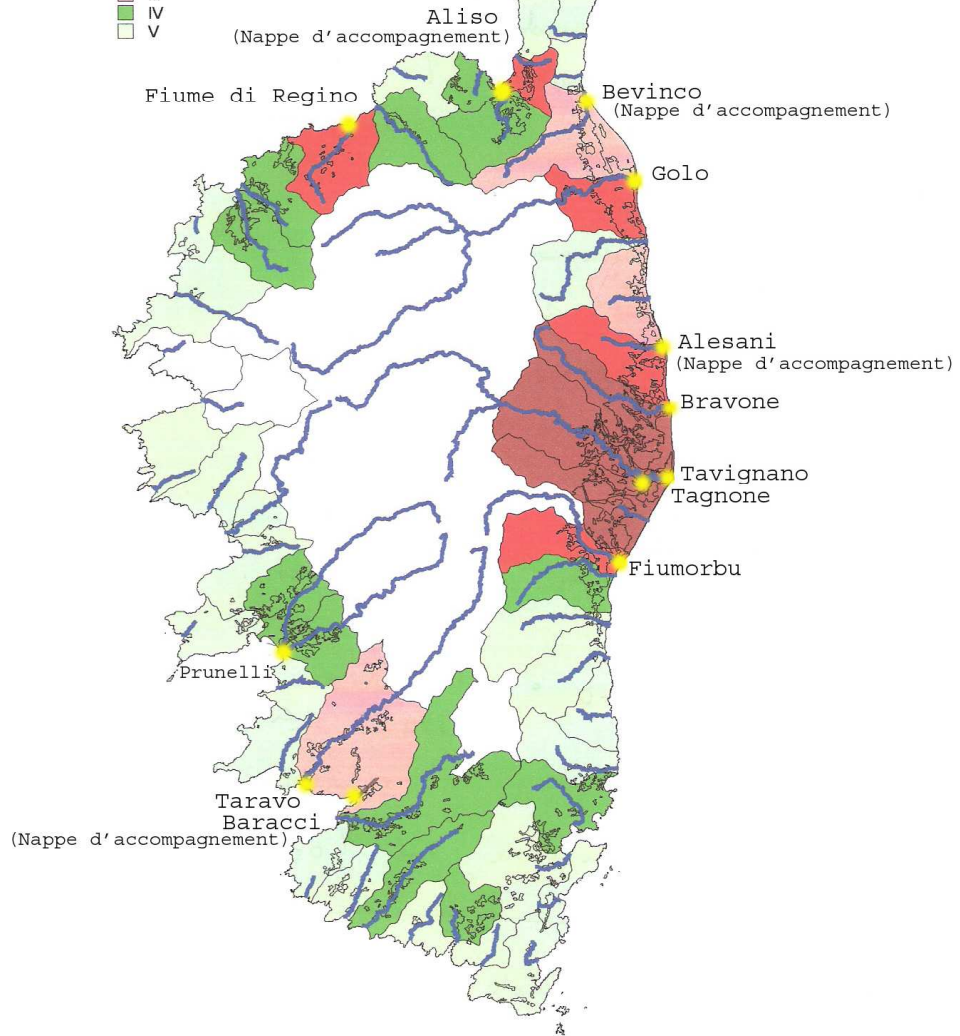 IV
V
Aliso
(Nappe d'accompagnement)
Fiume di Regino
Bevinco
(Nappe d'accompagnement)
Golo
Alesani
(Nappe d'accompagnement)
Bravone
Tavignano
Tagnone
Fiumorbu
Prunelli
Taravo
Baracci
(Nappe d'accompagnement)